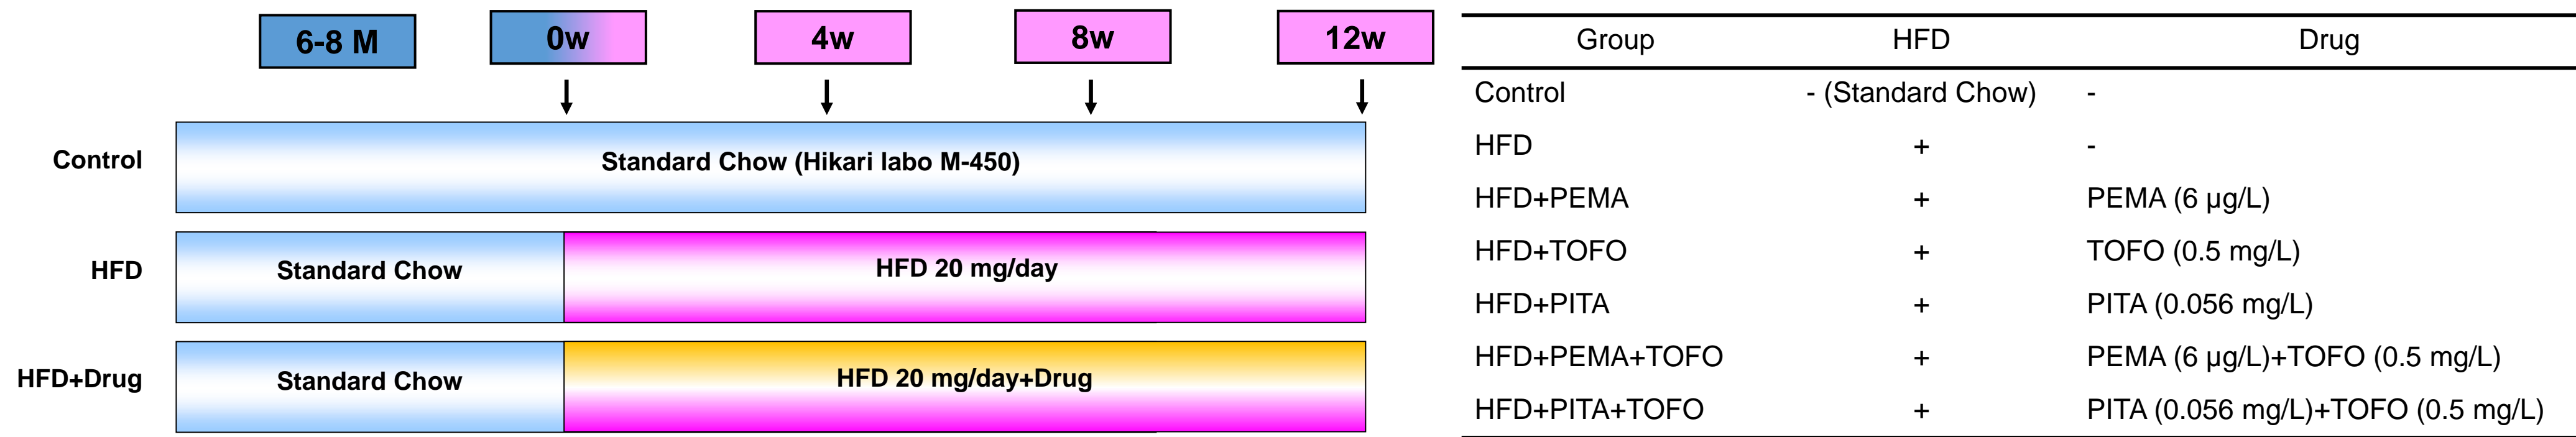 6-8 M 0w 4w 8w 12w
Control
Standard Chow (Hikari labo M-450)
HFD
Standard Chow
HFD 20 mg/day
HFD+Drug
Standard Chow
HFD 20 mg/day+Drug
Group HFD Drug
Control - (Standard Chow) -
HFD + -
HFD+PEMA + PEMA (6 µg/L)
HFD+TOFO + TOFO (0.5 mg/L)
HFD+PITA + PITA (0.056 mg/L)
HFD+PEMA+TOFO + PEMA (6 µg/L)+TOFO (0.5 mg/L)
HFD+PITA+TOFO + PITA (0.056 mg/L)+TOFO (0.5 mg/L)